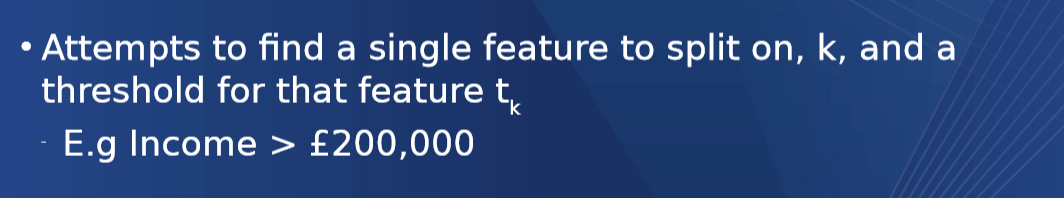 • Attempts to find a single feature to split on, k, and a
threshold for that feature tₖ
- E.g Income > £200,000